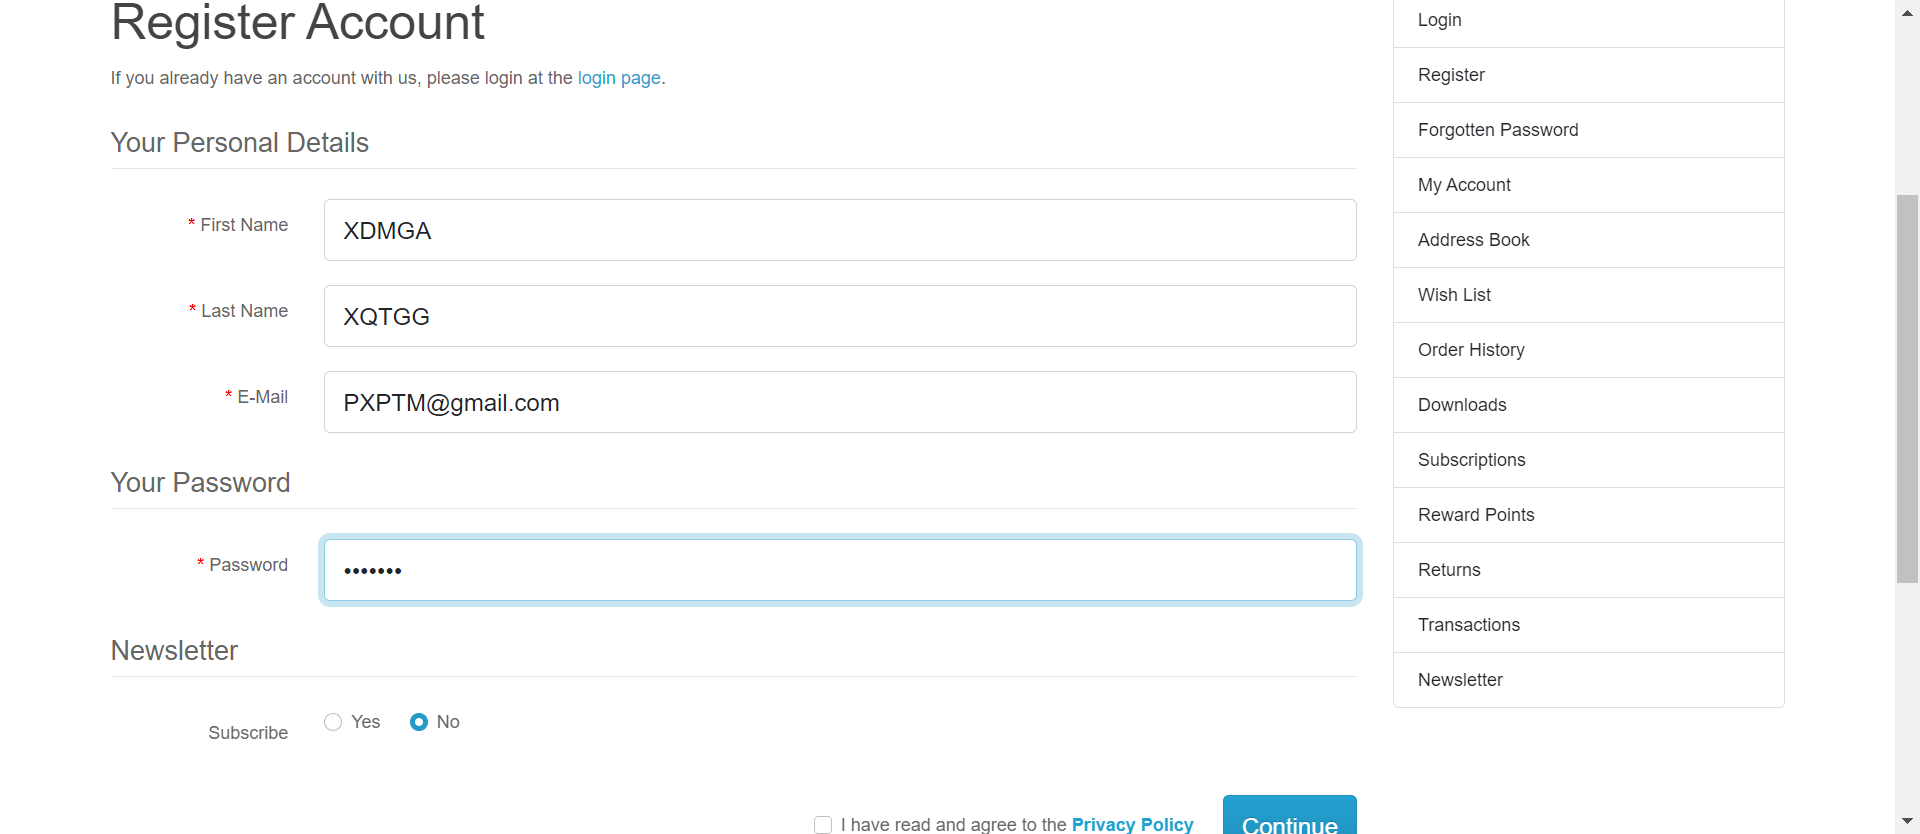 Register Account
If you already have an account with us, please login at the login page.
Your Personal Details
* First Name
XDMGA
* Last Name
XQTGG
* E-Mail
PXPTM@gmail.com
Your Password
* Password
•••••••
Newsletter
Subscribe
Yes
No
I have read and agree to the Privacy Policy
Continue
Login
Register
Forgotten Password
My Account
Address Book
Wish List
Order History
Downloads
Subscriptions
Reward Points
Returns
Transactions
Newsletter